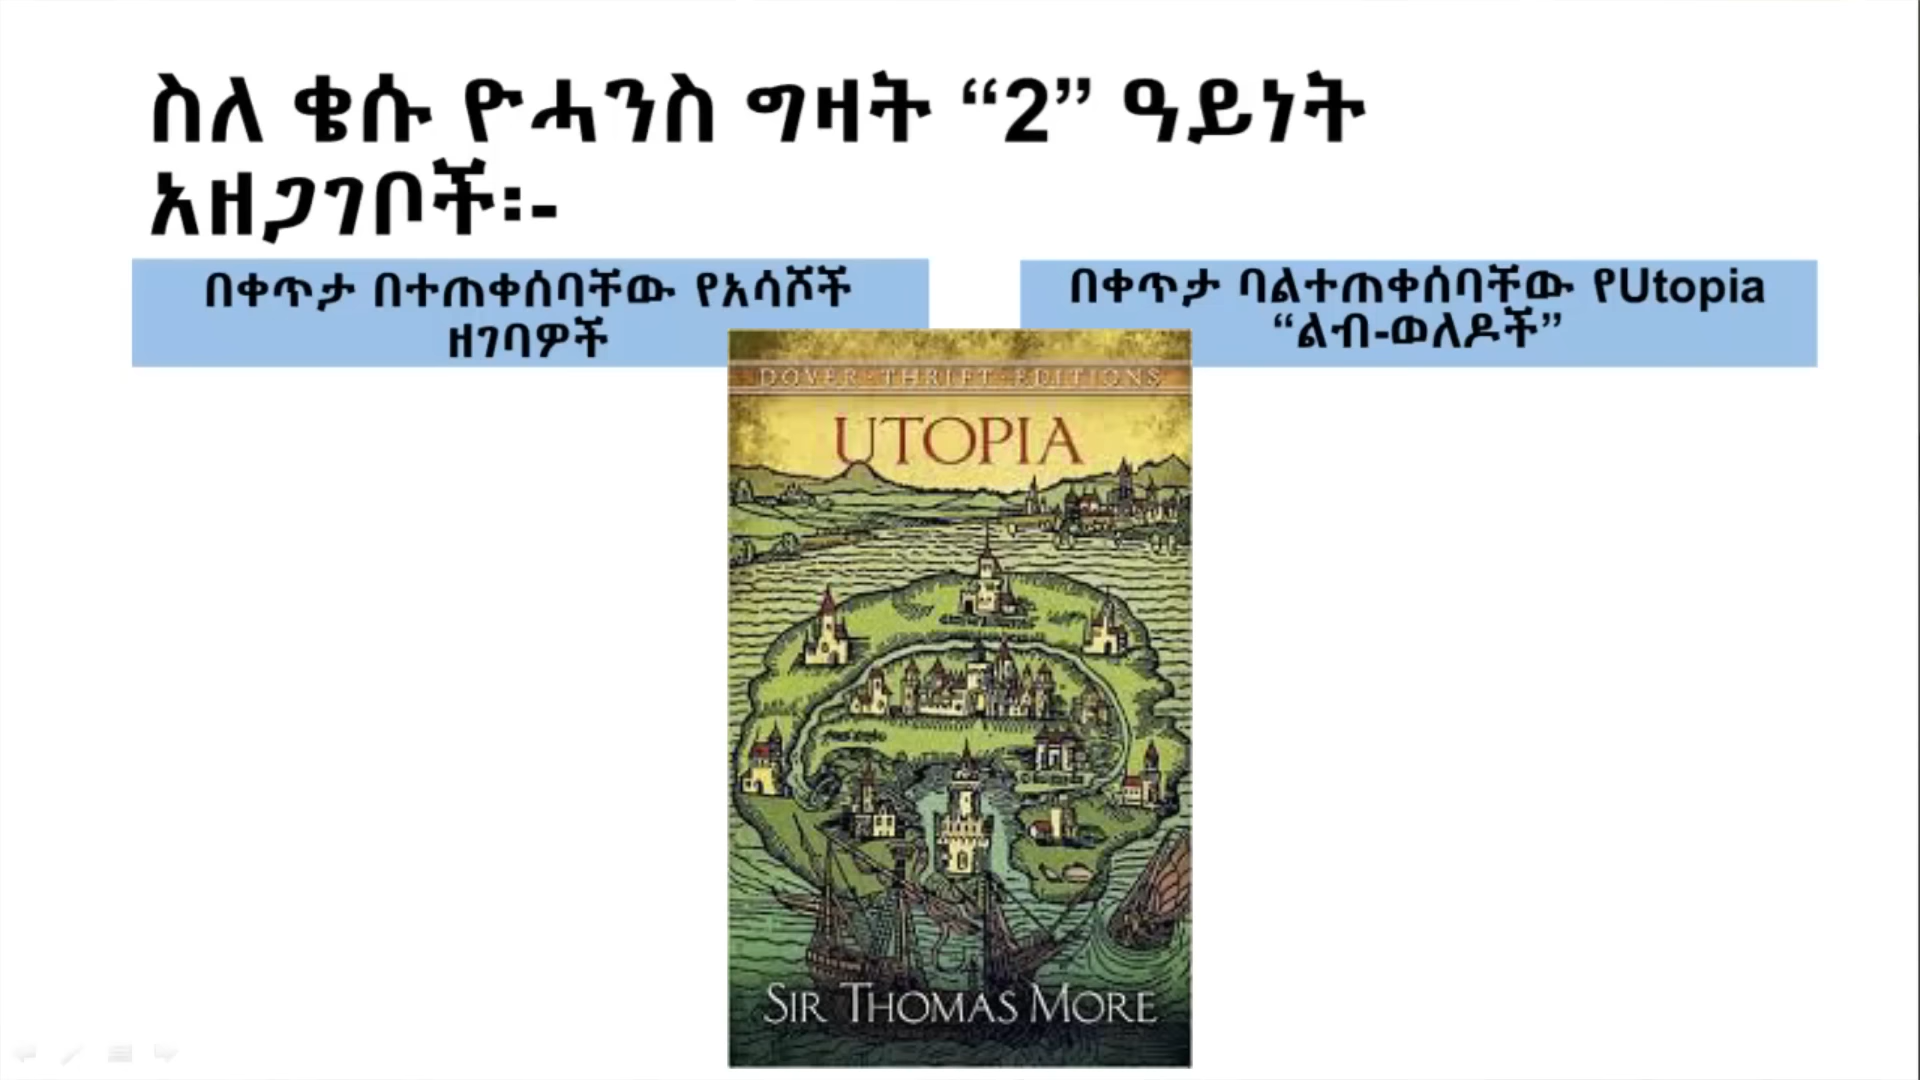 ስለ ቄሱ ዮሓንስ ግዛት “2” ዓይነት
አዘጋገቦች፡-
በቀጥታ በተጠቀሰባቸው የአሳሾች
ዘገባዎች
በቀጥታ ባልተጠቀሰባቸው የUtopia
“ልብ-ወለዶች”
DOVER · THRIFT · EDITIONS
UTOPIA
SIR THOMAS MORE